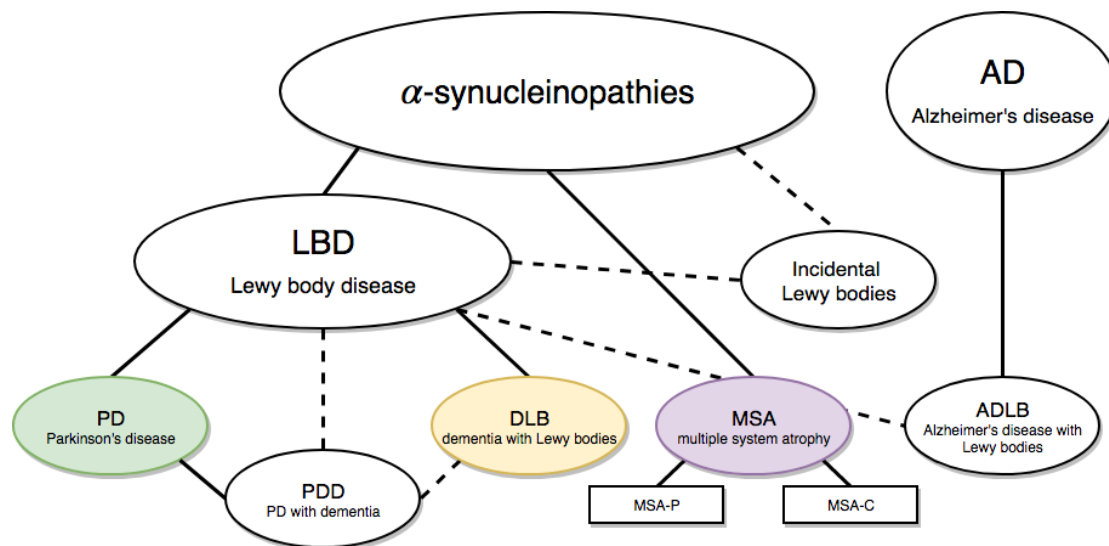 α-synucleinopathies
AD
Alzheimer's disease
LBD
Lewy body disease
Incidental
Lewy bodies
PD
Parkinson's disease
DLB
dementia with Lewy bodies
MSA
multiple system atrophy
ADLB
Alzheimer's disease with
Lewy bodies
PDD
PD with dementia
MSA-P
MSA-C